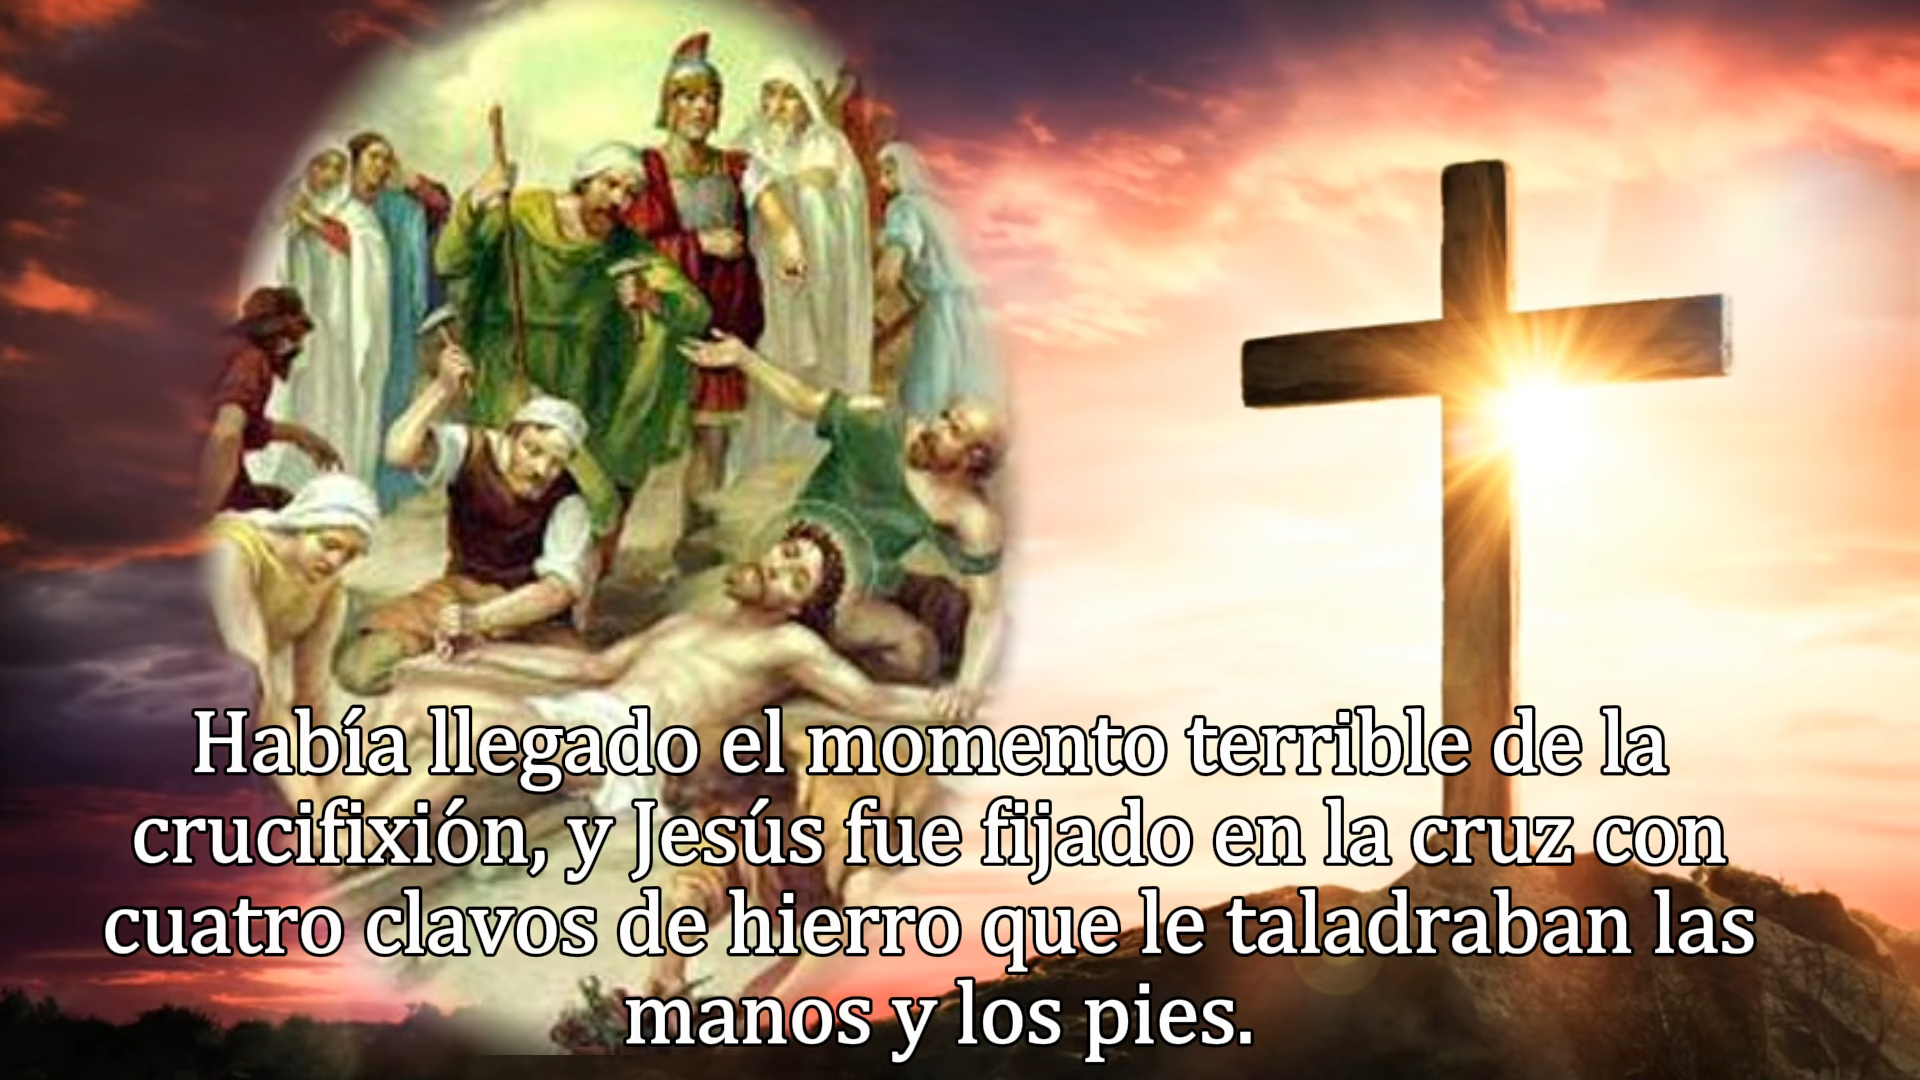 Había llegado el momento terrible de la
crucifixión, y Jesús fue fijado en la cruz con
cuatro clavos de hierro que le taladraban las
manos y los pies.